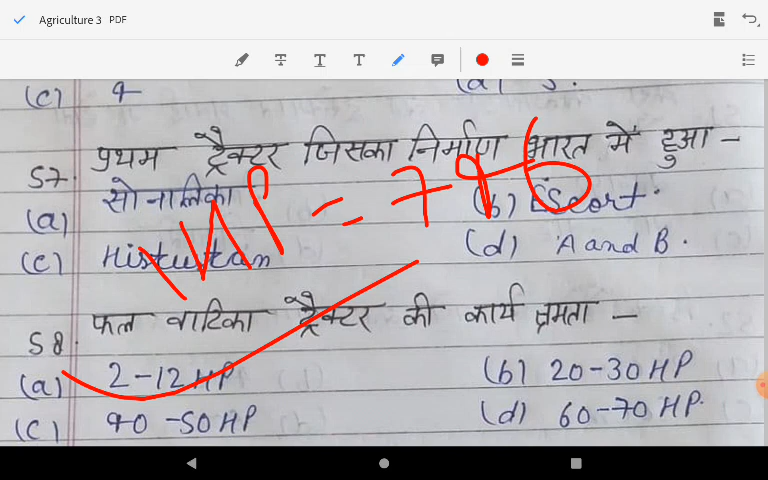 Agriculture 3 PDF
(c) 4
57. प्रथम ट्रैक्टर जिसका निर्माण भारत में हुआ -
(a) सोनालिका (b) Escort.
(c) (d) A and B.
58. फल वाटिका ट्रैक्टर की कार्य क्षमता -
(a) 2-12 HP (b) 20-30 HP
(c) 40-50 HP (d) 60-70 HP.